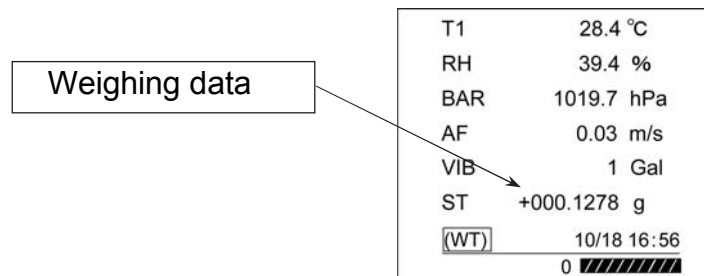 Weighing data
T1 28.4 °C
RH 39.4 %
BAR 1019.7 hPa
AF 0.03 m/s
VIB 1 Gal
ST +000.1278 g
(WT) 10/18 16:56
0